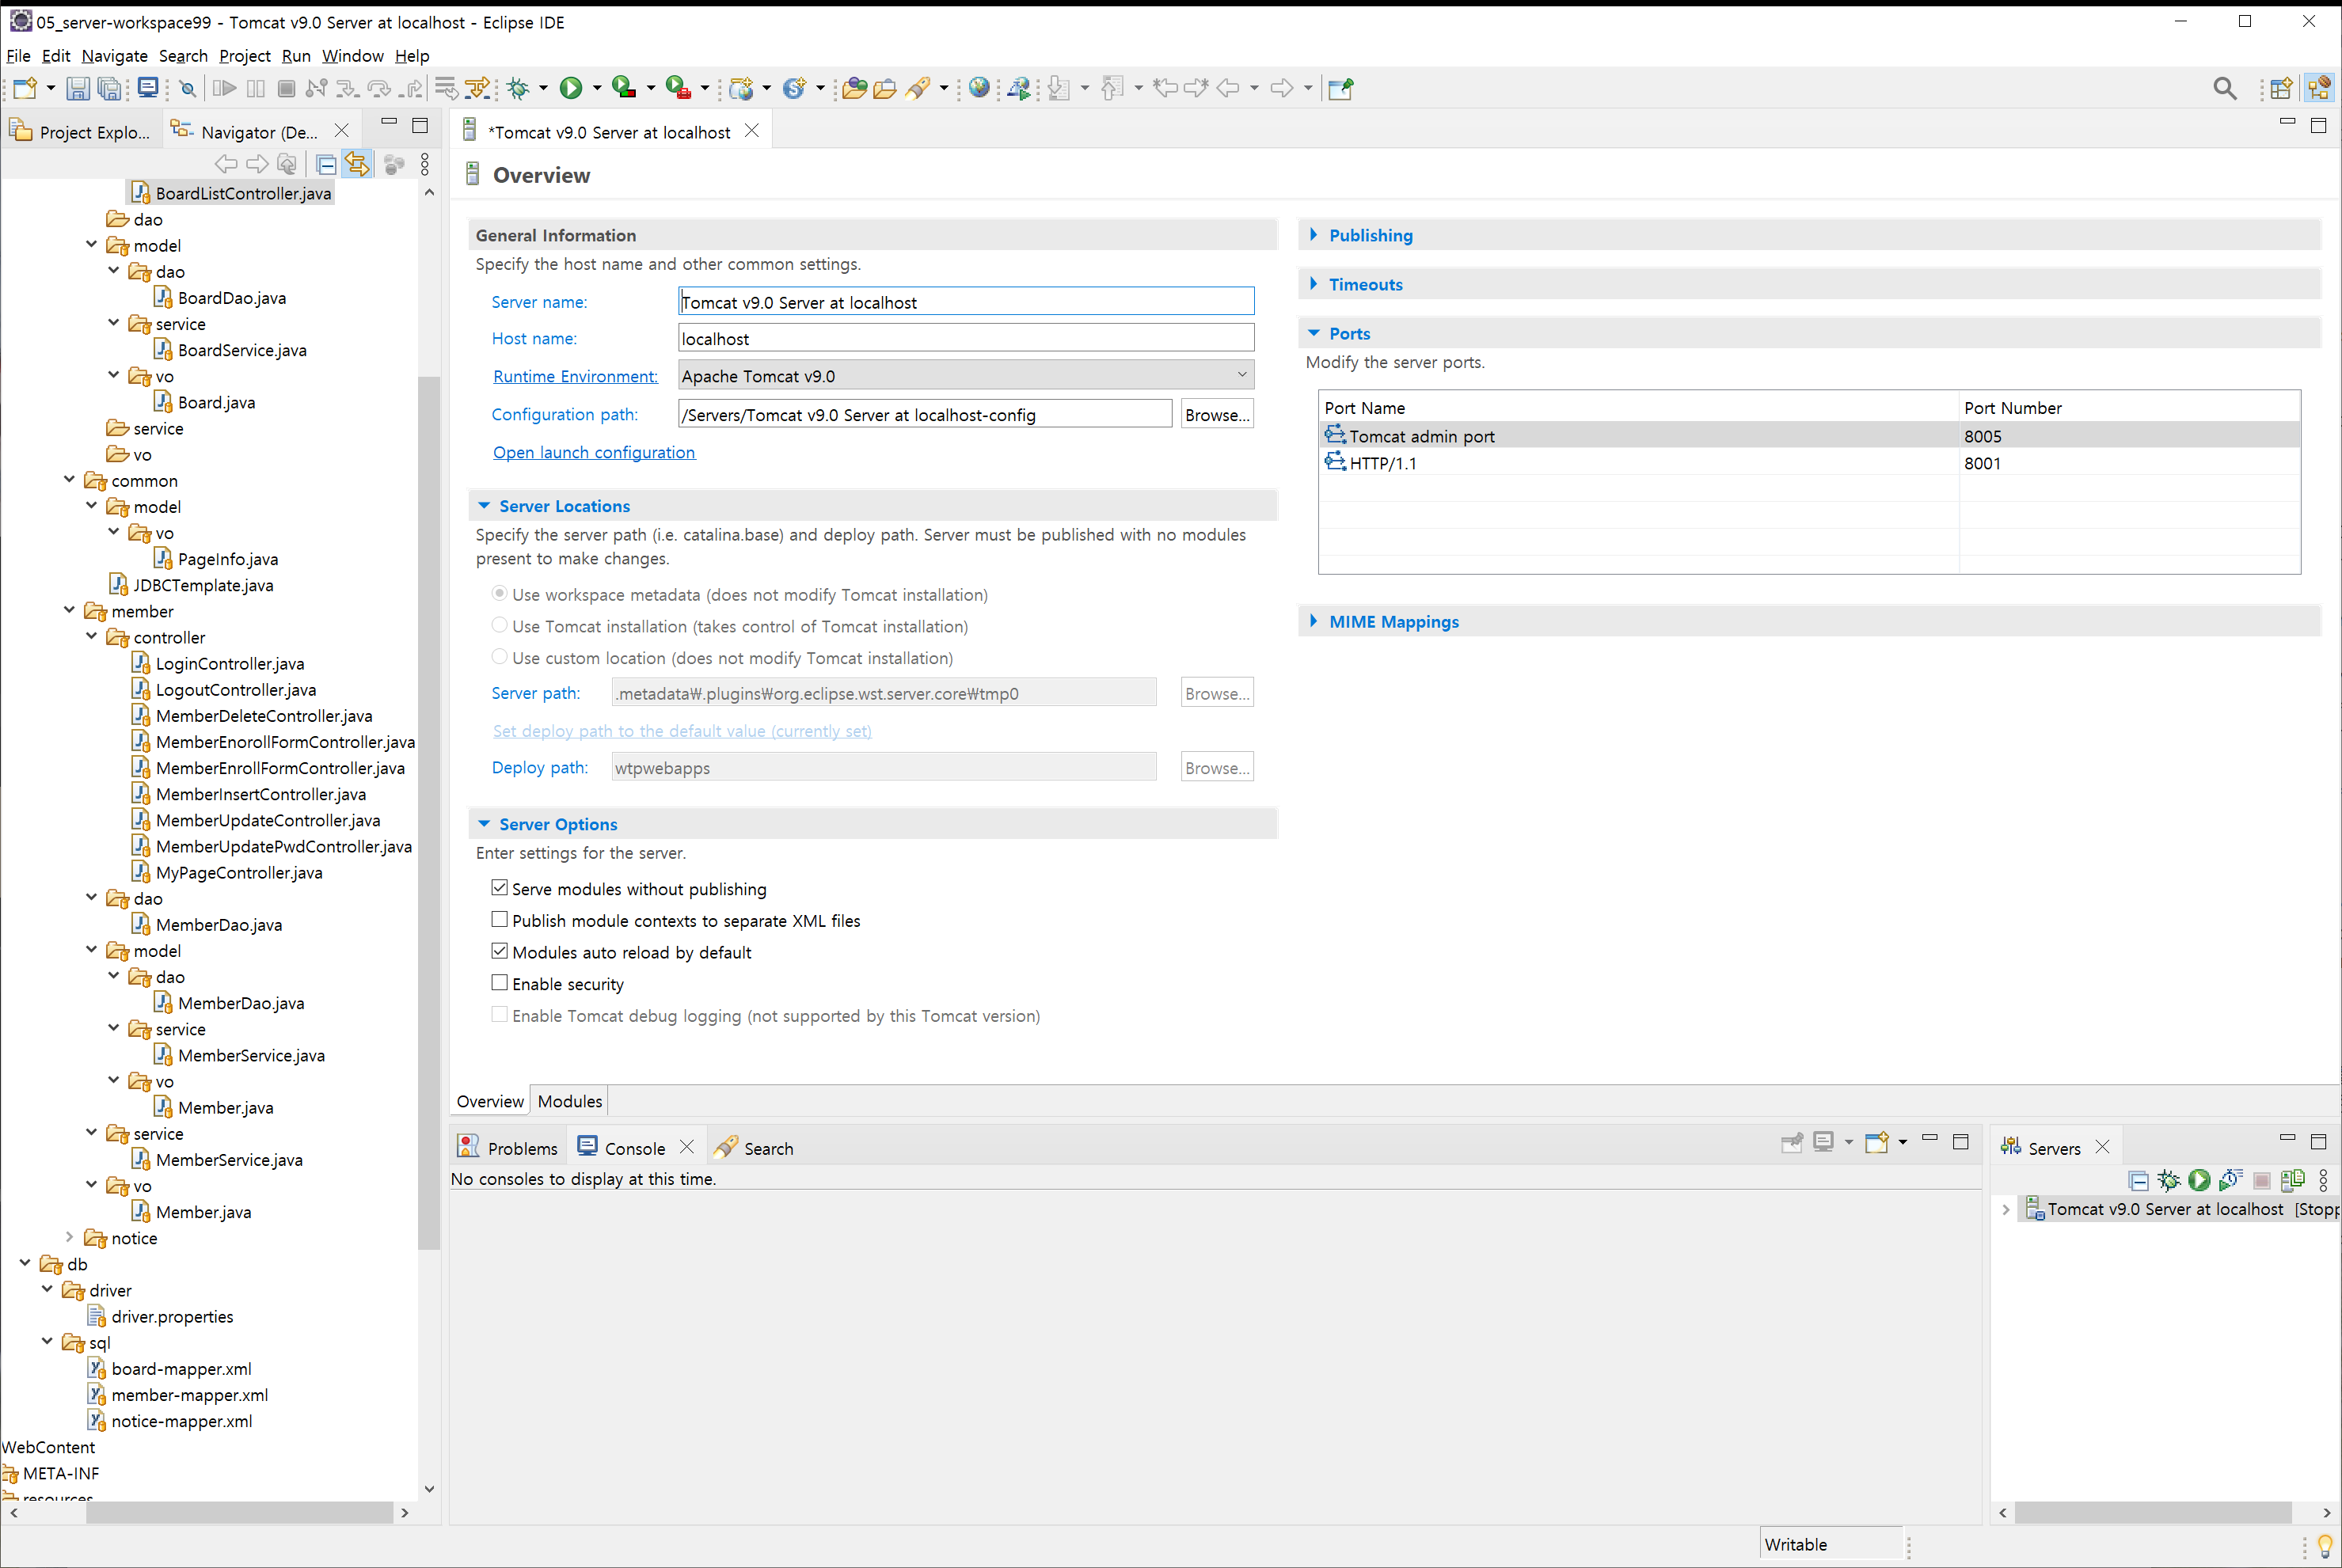 05_server-workspace99 - Tomcat v9.0 Server at localhost - Eclipse IDE
File Edit Navigate Search Project Run Window Help
Project Explo...
Navigator (De...
BoardListController.java
dao
model
dao
BoardDao.java
service
BoardService.java
vo
Board.java
service
vo
common
model
vo
PageInfo.java
JDBCTemplate.java
member
controller
LoginController.java
LogoutController.java
MemberDeleteController.java
MemberEnorollFormController.java
MemberEnrollFormController.java
MemberInsertController.java
MemberUpdateController.java
MemberUpdatePwdController.java
MyPageController.java
dao
MemberDao.java
model
dao
MemberDao.java
service
MemberService.java
vo
Member.java
service
MemberService.java
vo
Member.java
notice
db
driver
driver.properties
sql
board-mapper.xml
member-mapper.xml
notice-mapper.xml
WebContent
META-INF
resources
*Tomcat v9.0 Server at localhost
Overview
General Information
Specify the host name and other common settings.
Server name: Tomcat v9.0 Server at localhost
Host name: localhost
Runtime Environment: Apache Tomcat v9.0
Configuration path: /Servers/Tomcat v9.0 Server at localhost-config Browse...
Open launch configuration
Server Locations
Specify the server path (i.e. catalina.base) and deploy path. Server must be published with no modules
present to make changes.
Use workspace metadata (does not modify Tomcat installation)
Use Tomcat installation (takes control of Tomcat installation)
Use custom location (does not modify Tomcat installation)
Server path: .metadata₩.plugins₩org.eclipse.wst.server.core₩tmp0 Browse...
Set deploy path to the default value (currently set)
Deploy path: wtpwebapps Browse...
Server Options
Enter settings for the server.
Serve modules without publishing
Publish module contexts to separate XML files
Modules auto reload by default
Enable security
Enable Tomcat debug logging (not supported by this Tomcat version)
Publishing
Timeouts
Ports
Modify the server ports.
Port Name Port Number
Tomcat admin port 8005
HTTP/1.1 8001
MIME Mappings
Overview Modules
Problems Console Search
No consoles to display at this time.
Servers
Tomcat v9.0 Server at localhost [Stopp
Writable